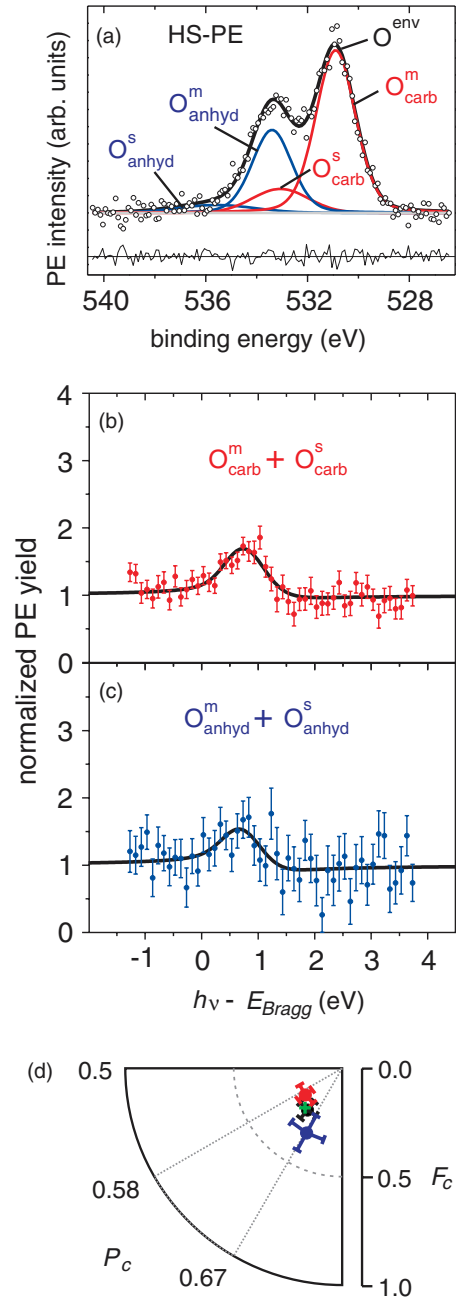 (a) HS-PE
O^env
O^m_anhyd
O^m_carb
O^s_anhyd
O^s_carb
PE intensity (arb. units)
540 536 532 528
binding energy (eV)
(b)
O^m_carb + O^s_carb
4
3
2
1
0
(c)
O^m_anhyd + O^s_anhyd
3
2
1
0
normalized PE yield
-1 0 1 2 3 4
hν - E_Bragg (eV)
(d)
0.5
0.58
0.67
P_c
0.0
0.5
1.0
F_c